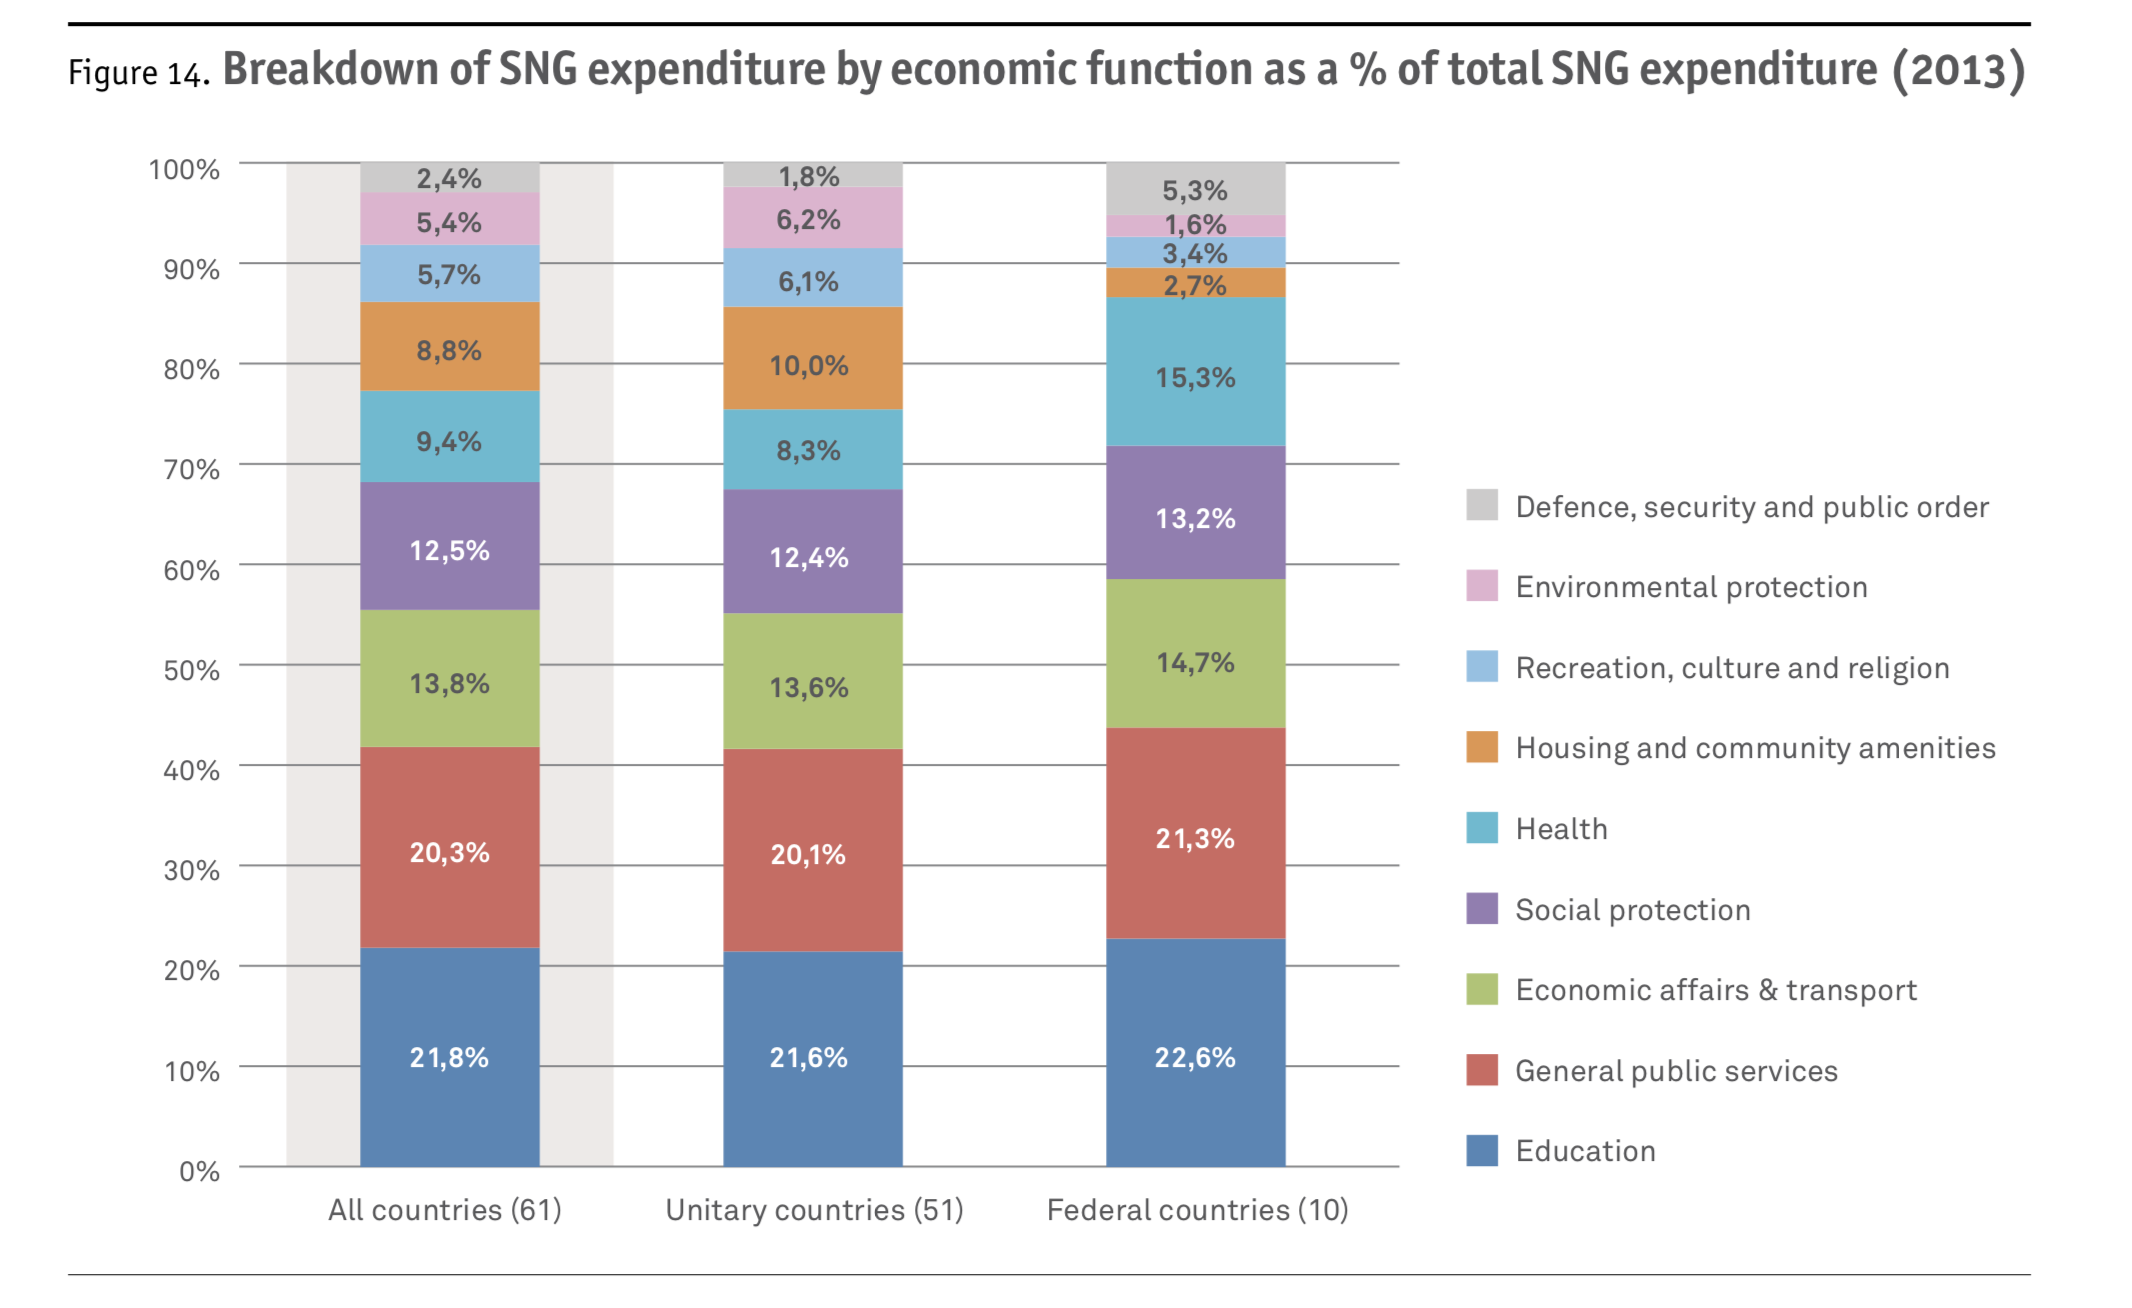 Figure 14. Breakdown of SNG expenditure by economic function as a % of total SNG expenditure (2013)
100%
90%
80%
70%
60%
50%
40%
30%
20%
10%
0%
2,4%
5,4%
5,7%
8,8%
9,4%
12,5%
13,8%
20,3%
21,8%
1,8%
6,2%
6,1%
10,0%
8,3%
12,4%
13,6%
20,1%
21,6%
5,3%
1,6%
3,4%
2,7%
15,3%
13,2%
14,7%
21,3%
22,6%
All countries (61)
Unitary countries (51)
Federal countries (10)
Defence, security and public order
Environmental protection
Recreation, culture and religion
Housing and community amenities
Health
Social protection
Economic affairs & transport
General public services
Education